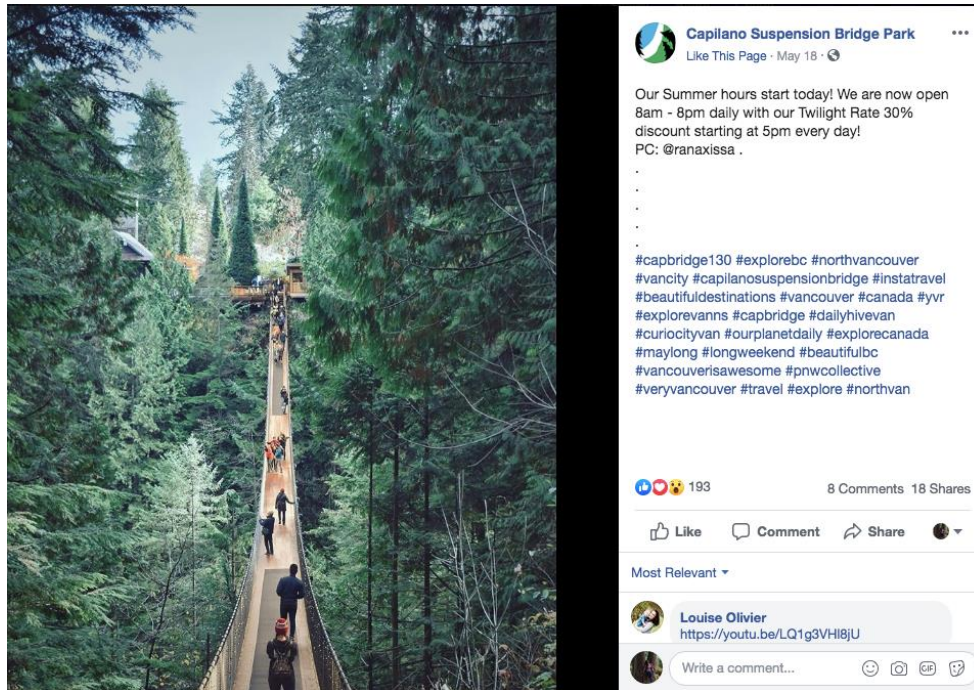 Capilano Suspension Bridge Park
Like This Page · May 18 ·
Our Summer hours start today! We are now open
8am - 8pm daily with our Twilight Rate 30%
discount starting at 5pm every day!
PC: @ranaxissa .
.
.
.
.
.
#capbridge130 #explorebc #northvancouver
#vancity #capilanosuspensionbridge #instatravel
#beautifuldestinations #vancouver #canada #yvr
#explorevanns #capbridge #dailyhivevan
#curiocityvan #ourplanetdaily #explorecanada
#maylong #longweekend #beautifulbc
#vancouverisawesome #pnwcollective
#veryvancouver #travel #explore #northvan
193 8 Comments 18 Shares
Like Comment Share
Most Relevant
Louise Olivier
https://youtu.be/LQ1g3VHI8jU
Write a comment...
GIF